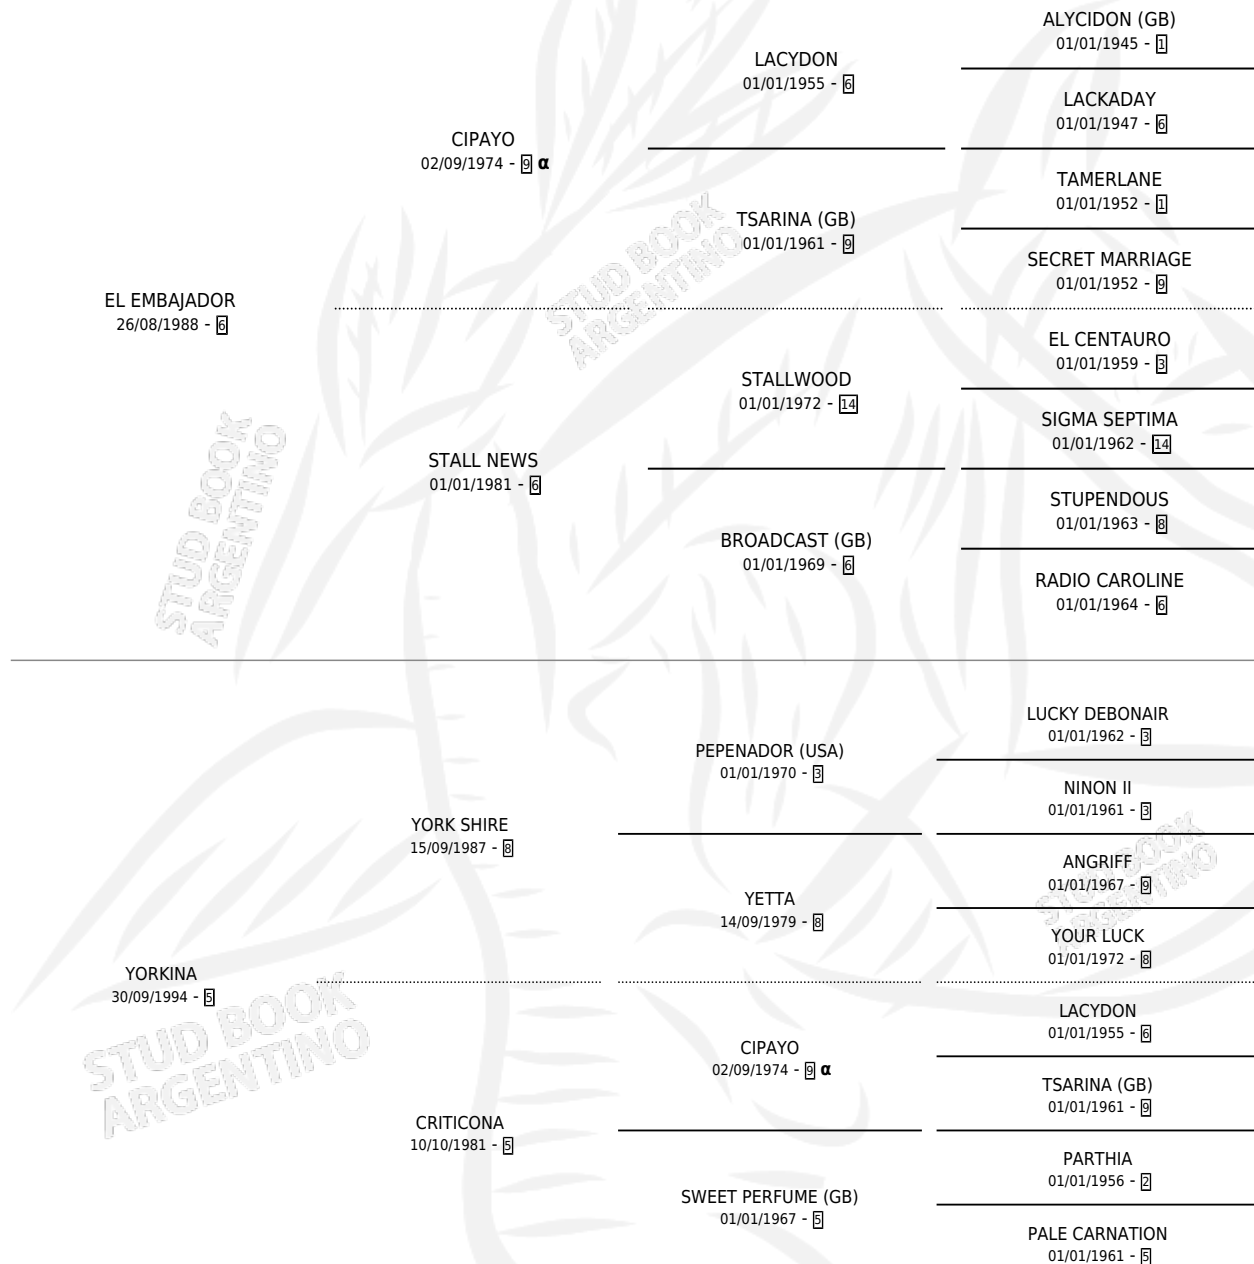 ALYCIDON (GB)
01/01/1945 - 1
LACYDON
01/01/1955 - 6
LACKADAY
01/01/1947 - 6
CIPAYO
02/09/1974 - 9 α
TAMERLANE
01/01/1952 - 1
TSARINA (GB)
01/01/1961 - 9
SECRET MARRIAGE
01/01/1952 - 9
EL EMBAJADOR
26/08/1988 - 6
STUD BOOK
ARGENTINO
EL CENTAURO
01/01/1959 - 3
STALLWOOD
01/01/1972 - 14
SIGMA SEPTIMA
01/01/1962 - 14
STALL NEWS
01/01/1981 - 6
STUPENDOUS
01/01/1963 - 8
BROADCAST (GB)
01/01/1969 - 6
RADIO CAROLINE
01/01/1964 - 6
STUD BOOK
ARGENTINO
LUCKY DEBONAIR
01/01/1962 - 3
PEPENADOR (USA)
01/01/1970 - 3
NINON II
01/01/1961 - 3
YORK SHIRE
15/09/1987 - 8
ANGRIFF
01/01/1967 - 9
STUD BOOK
ARGENTINO
YETTA
14/09/1979 - 8
YOUR LUCK
01/01/1972 - 8
YORKINA
30/09/1994 - 5
STUD BOOK
ARGENTINO
LACYDON
01/01/1955 - 6
CIPAYO
02/09/1974 - 9 α
TSARINA (GB)
01/01/1961 - 9
CRITICONA
10/10/1981 - 5
PARTHIA
01/01/1956 - 2
SWEET PERFUME (GB)
01/01/1967 - 5
PALE CARNATION
01/01/1961 - 5